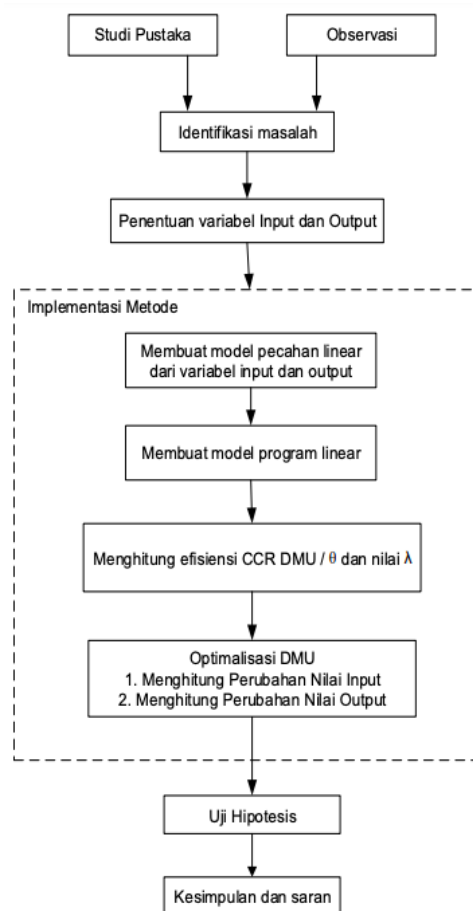 Studi Pustaka
Observasi
Identifikasi masalah
Penentuan variabel Input dan Output
Implementasi Metode
Membuat model pecahan linear
dari variabel input dan output
Membuat model program linear
Menghitung efisiensi CCR DMU / θ dan nilai λ
Optimalisasi DMU
1. Menghitung Perubahan Nilai Input
2. Menghitung Perubahan Nilai Output
Uji Hipotesis
Kesimpulan dan saran